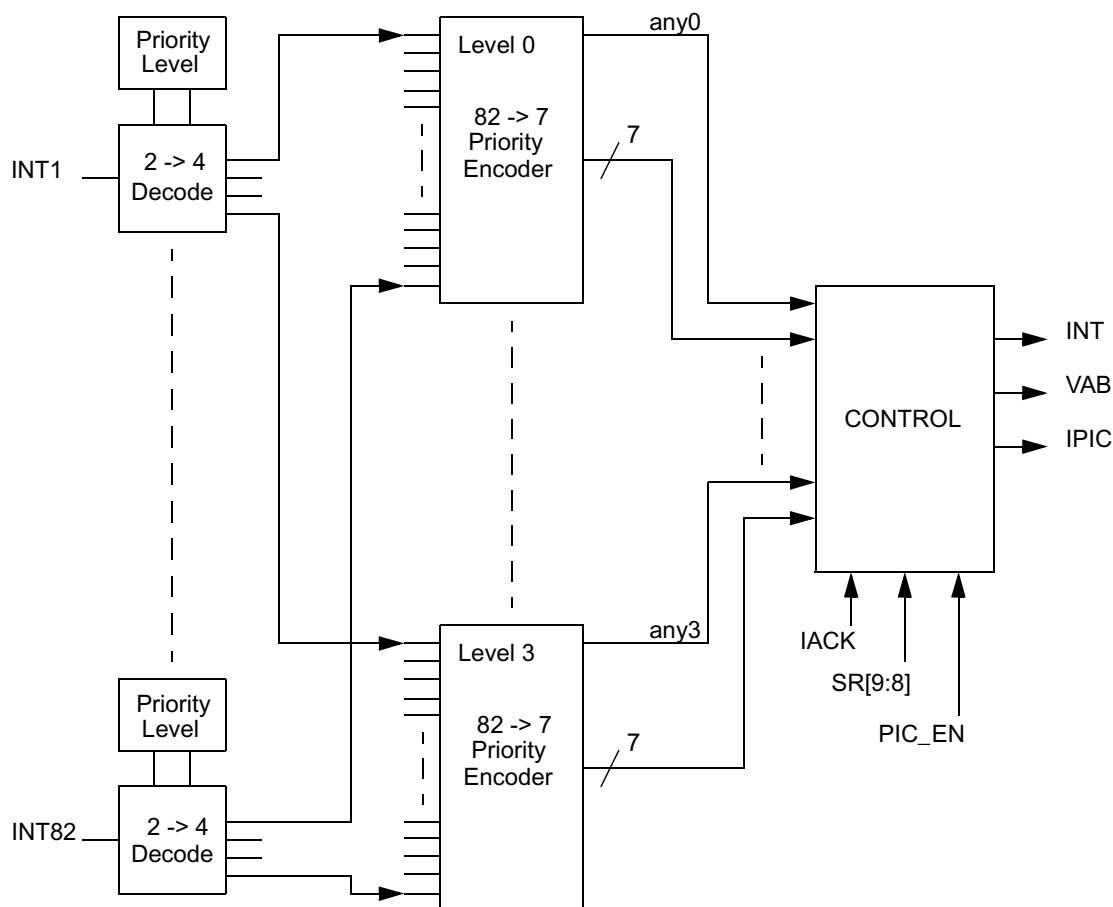 Priority
Level
INT1
2 -> 4
Decode
Level 0
82 -> 7
Priority
Encoder
any0
7
CONTROL
INT
VAB
IPIC
IACK
SR[9:8]
PIC_EN
Priority
Level
INT82
2 -> 4
Decode
Level 3
82 -> 7
Priority
Encoder
any3
7